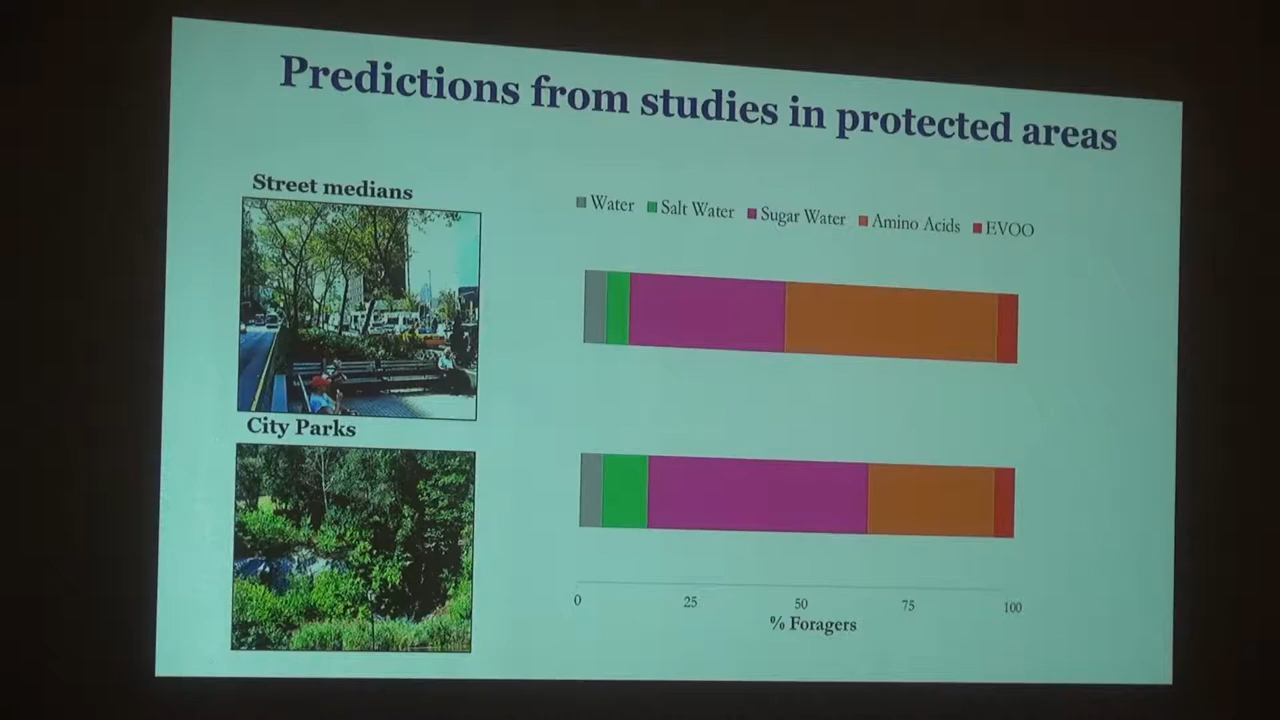 Predictions from studies in protected areas
Street medians
Water Salt Water Sugar Water Amino Acids EVOO
City Parks
0 25 50 75 100
% Foragers